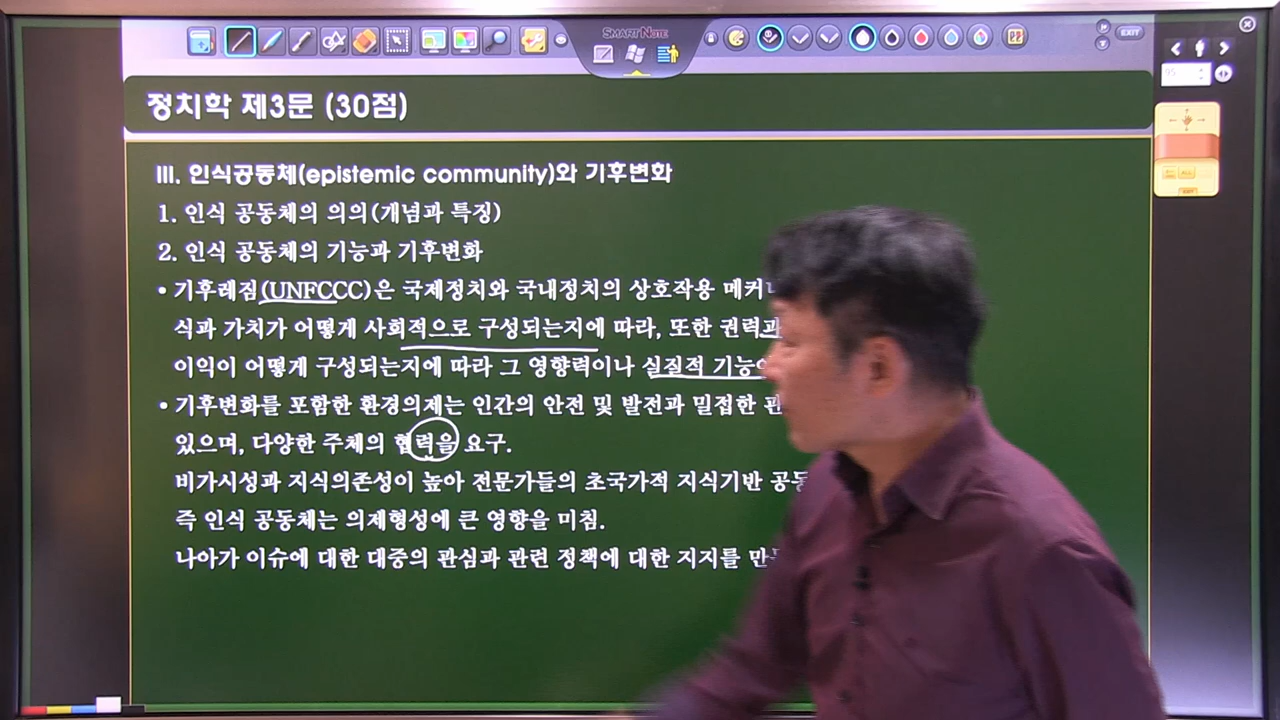 SMART NOTE
EXIT
95
정치학 제3문 (30점)
III. 인식공동체(epistemic community)와 기후변화
1. 인식 공동체의 의의(개념과 특징)
2. 인식 공동체의 기능과 기후변화
• 기후레짐(UNFCCC)은 국제정치와 국내정치의 상호작용
식과 가치가 어떻게 사회적으로 구성되는지에 따라, 또한 권력과
이익이 어떻게 구성되는지에 따라 그 영향력이나 실질적 기능이
• 기후변화를 포함한 환경의제는 인간의 안전 및 발전과 밀접한
있으며, 다양한 주체의 협력을 요구.
비가시성과 지식의존성이 높아 전문가들의 초국가적 지식기반
즉 인식 공동체는 의제형성에 큰 영향을 미침.
나아가 이슈에 대한 대중의 관심과 관련 정책에 대한 지지를